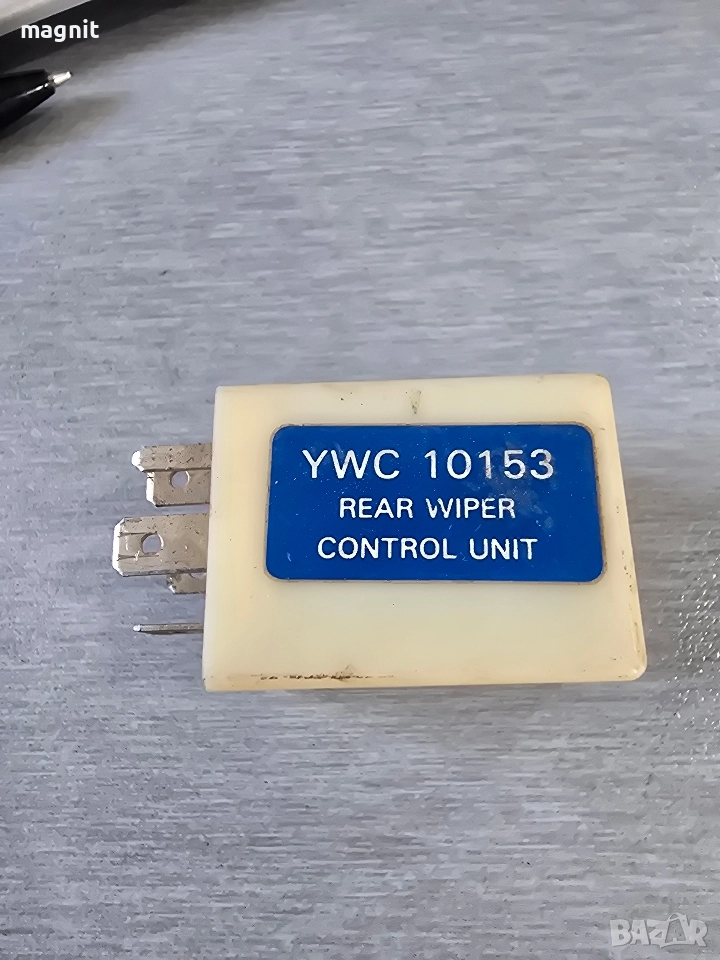 magnit
YWC 10153
REAR WIPER
CONTROL UNIT
BAZAR